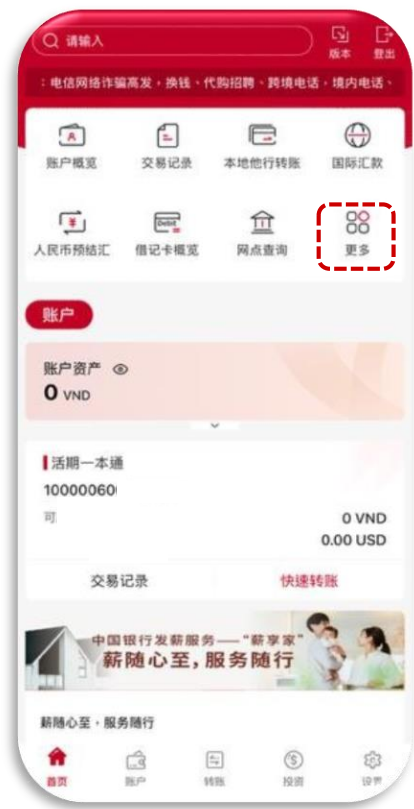 请输入
版本
登出
：电信网络诈骗高发，换钱、代购招聘、跨境电话，境内电话、
账户概览
交易记录
本地他行转账
国际汇款
人民币预结汇
Debit
借记卡概览
网点查询
更多
账户
账户资产
0 VND
活期一本通
10000060
可
0 VND
0.00 USD
交易记录
快速转账
中国银行发薪服务——“薪享家”
薪随心至，服务随行
薪随心至，服务随行
首页
账户
转账
投资
设置